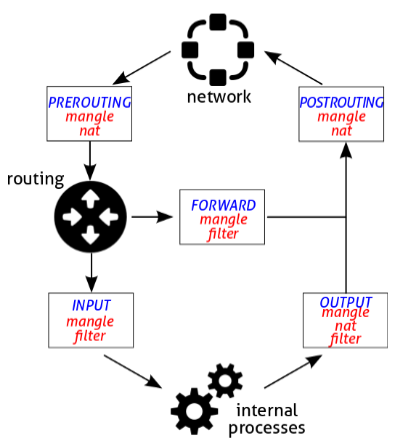 network
PREROUTING
mangle
nat
POSTROUTING
mangle
nat
routing
FORWARD
mangle
filter
INPUT
mangle
filter
OUTPUT
mangle
nat
filter
internal
processes